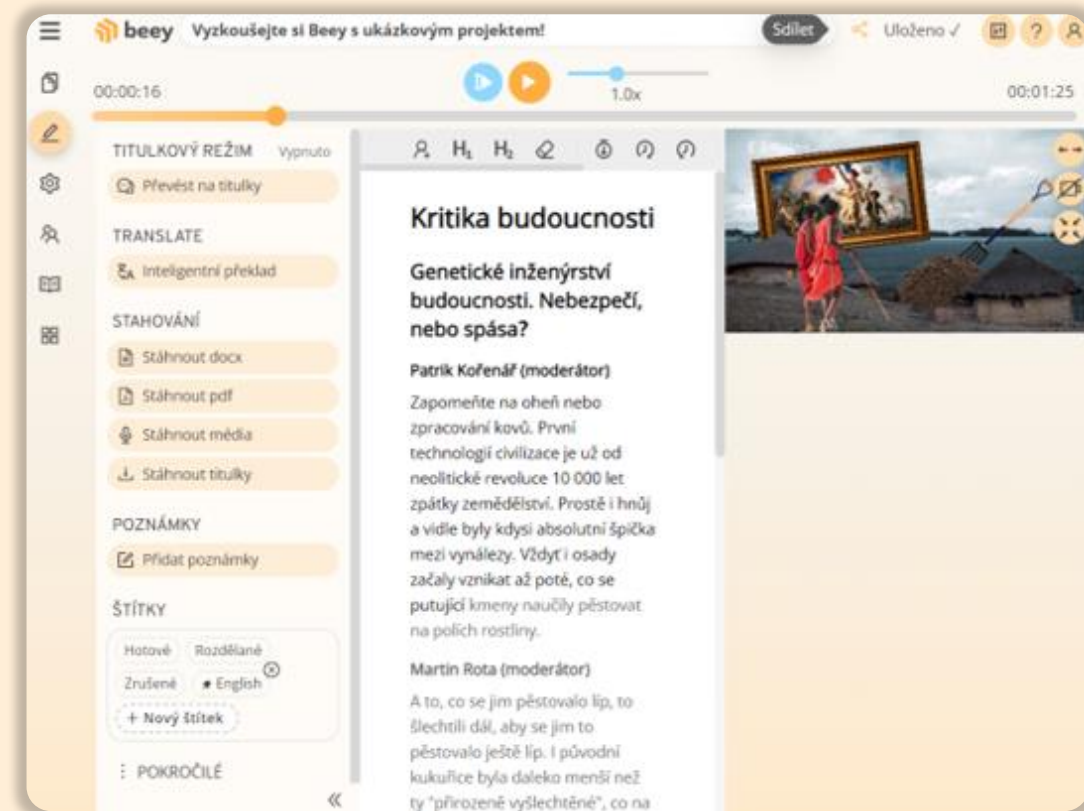 beey
Vyzkoušejte si Beey s ukázkovým projektem!
Sdílet
Uloženo ✓
00:00:16
1.0x
00:01:25
TITULKOVÝ REŽIM Vypnuto
Převést na titulky
TRANSLATE
Inteligentní překlad
STAHOVÁNÍ
Stáhnout docx
Stáhnout pdf
Stáhnout média
Stáhnout titulky
POZNÁMKY
Přidat poznámky
ŠTÍTKY
Hotové Rozdělané
Zrušené English
+ Nový štítek
POKROČILÉ
H₁ H₂
Kritika budoucnosti
Genetické inženýrství
budoucnosti. Nebezpečí,
nebo spása?
Patrik Kořenář (moderátor)
Zapomeňte na oheň nebo
zpracování kovů. První
technologií civilizace je už od
neolitické revoluce 10 000 let
zpátky zemědělství. Prostě i hnůj
a vidle byly kdysi absolutní špička
mezi vynálezy. Vždyť i osady
začaly vznikat až poté, co se
putující kmeny naučily pěstovat
na polích rostliny.
Martin Rota (moderátor)
A to, co se jim pěstovalo líp, to
šlechtili dál, aby se jim to
pěstovalo ještě líp. I původní
kukuřice byla daleko menší než
ty "přirozeně vyšlechtěné", co na